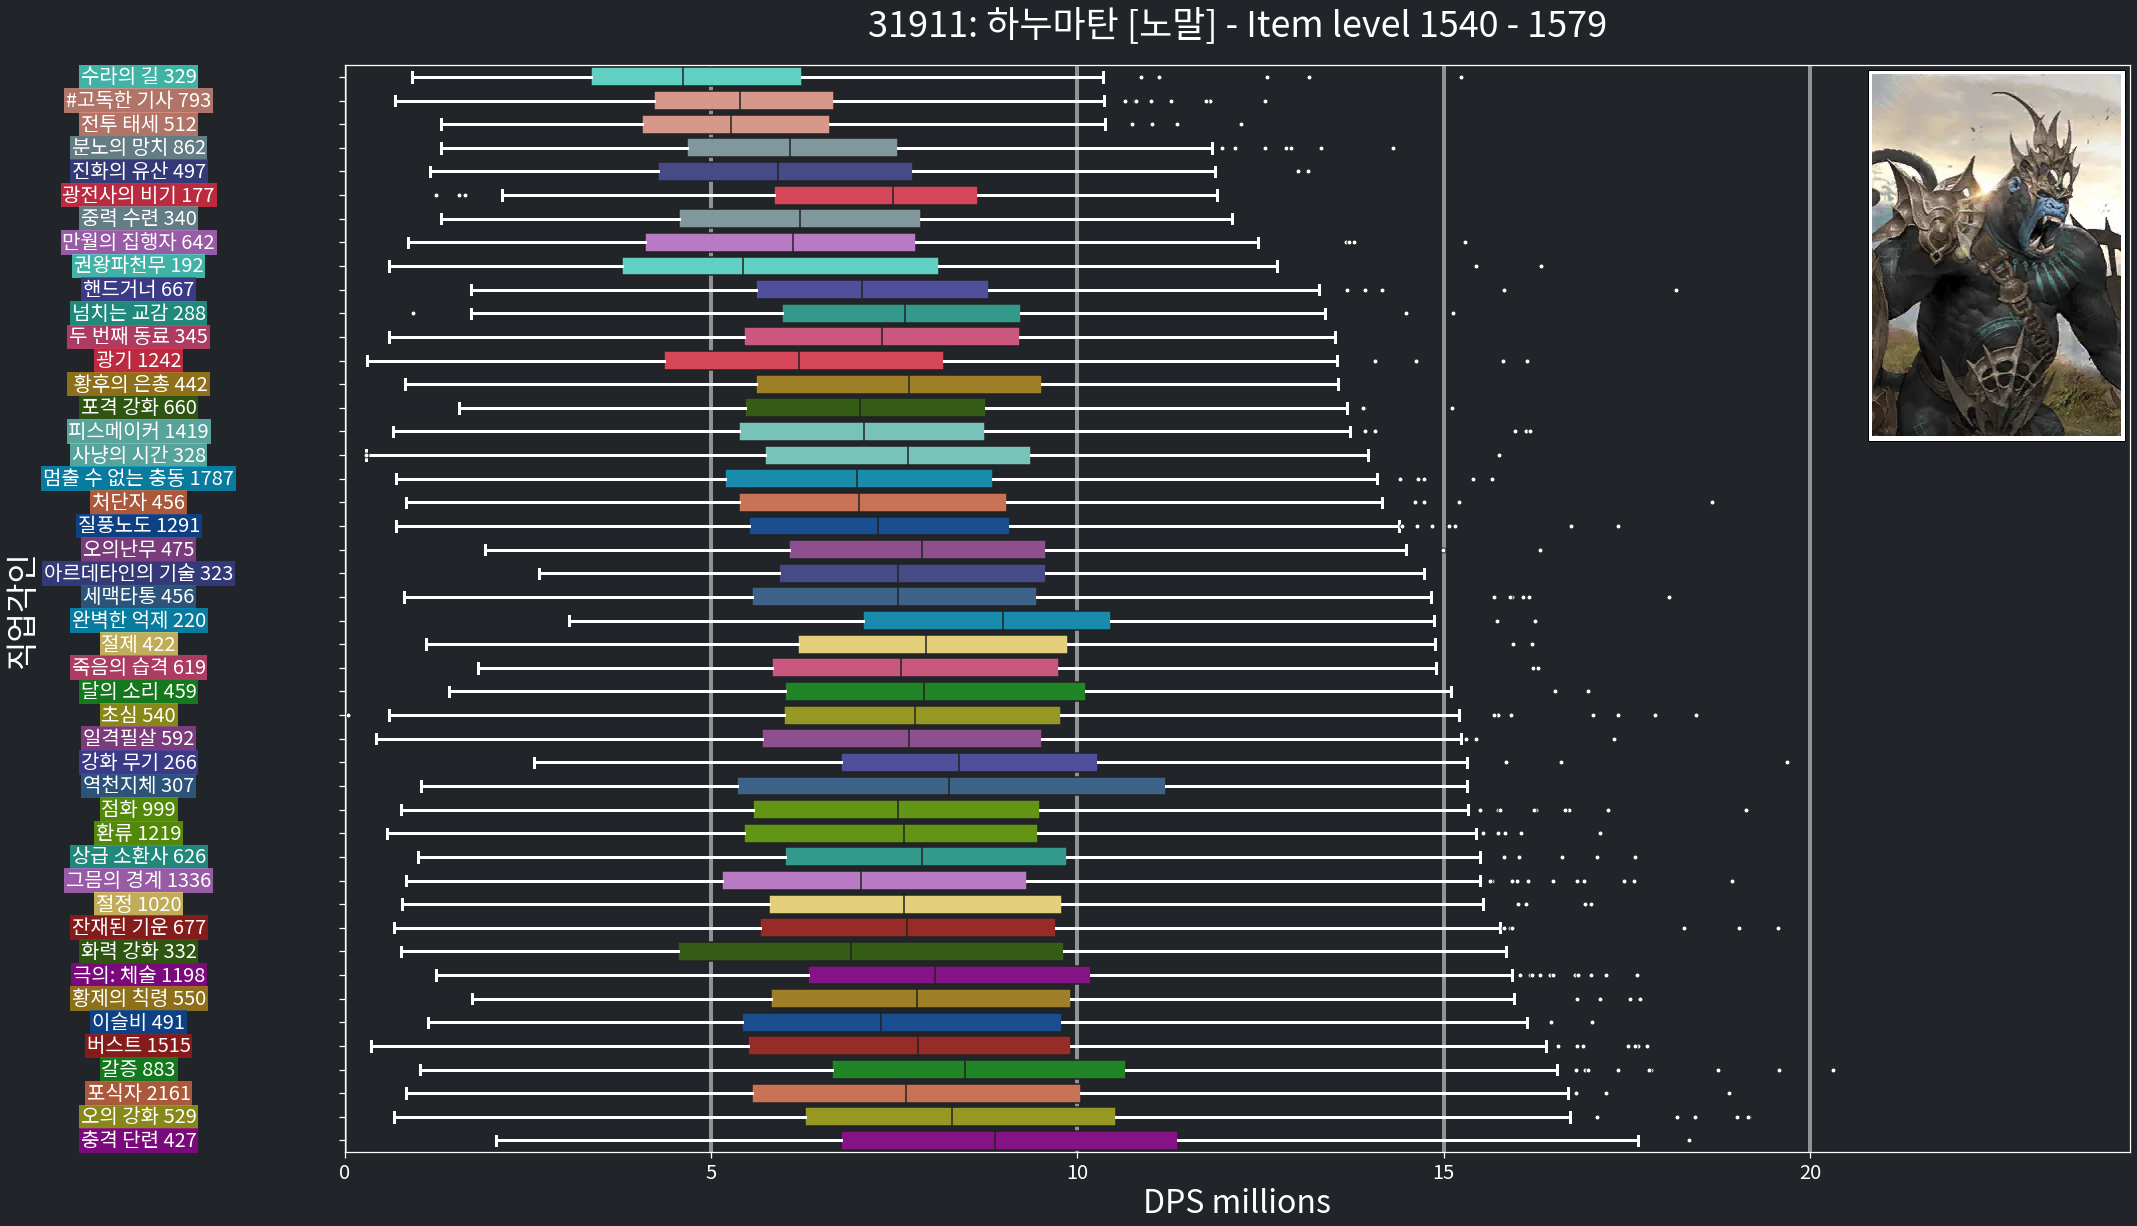 31911: 하누마탄 [노말] - Item level 1540 - 1579
수라의 길 329
#고독한 기사 793
전투 태세 512
분노의 망치 862
진화의 유산 497
광전사의 비기 177
중력 수련 340
만월의 집행자 642
권왕파천무 192
핸드거너 667
넘치는 교감 288
두 번째 동료 345
광기 1242
황후의 은총 442
포격 강화 660
피스메이커 1419
사냥의 시간 328
멈출 수 없는 충동 1787
처단자 456
질풍노도 1291
오의난무 475
아르데타인의 기술 323
세맥타통 456
완벽한 억제 220
절제 422
죽음의 습격 619
달의 소리 459
초심 540
일격필살 592
강화 무기 266
역천지체 307
점화 999
환류 1219
상급 소환사 626
그믐의 경계 1336
절정 1020
잔재된 기운 677
화력 강화 332
극의: 체술 1198
황제의 칙령 550
이슬비 491
버스트 1515
갈증 883
포식자 2161
오의 강화 529
충격 단련 427
직업각인
0 5 10 15 20
DPS millions